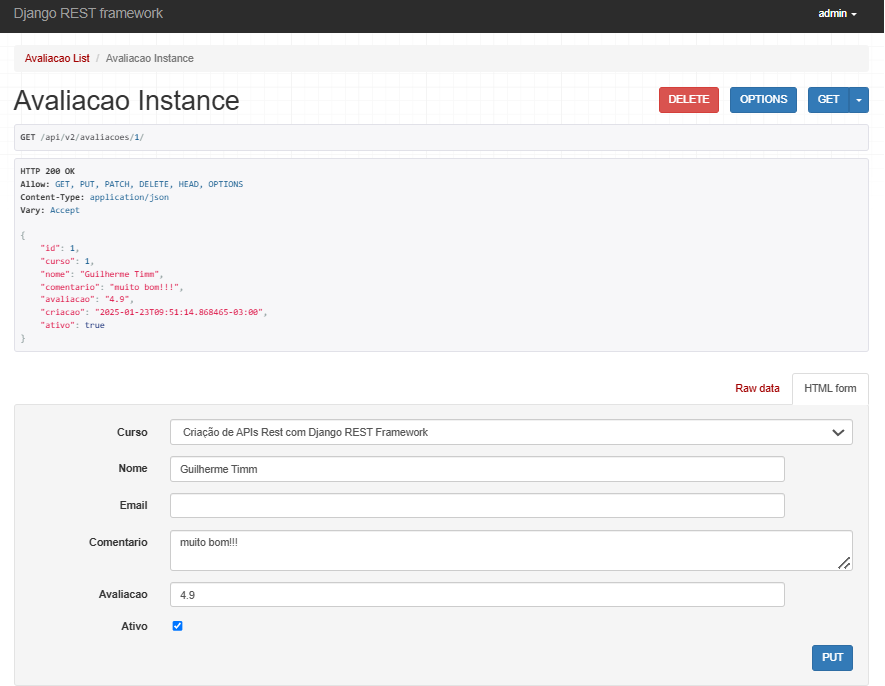 Django REST framework
admin
Avaliacao List / Avaliacao Instance
Avaliacao Instance
DELETE
OPTIONS
GET
GET /api/v2/avaliacoes/1/
HTTP 200 OK
Allow: GET, PUT, PATCH, DELETE, HEAD, OPTIONS
Content-Type: application/json
Vary: Accept
{
    "id": 1,
    "curso": 1,
    "nome": "Guilherme Timm",
    "comentario": "muito bom!!!",
    "avaliacao": "4.9",
    "criacao": "2025-01-23T09:51:14.868465-03:00",
    "ativo": true
}
Raw data
HTML form
Curso
Criação de APIs Rest com Django REST Framework
Nome
Guilherme Timm
Email
Comentario
muito bom!!!
Avaliacao
4.9
Ativo
PUT